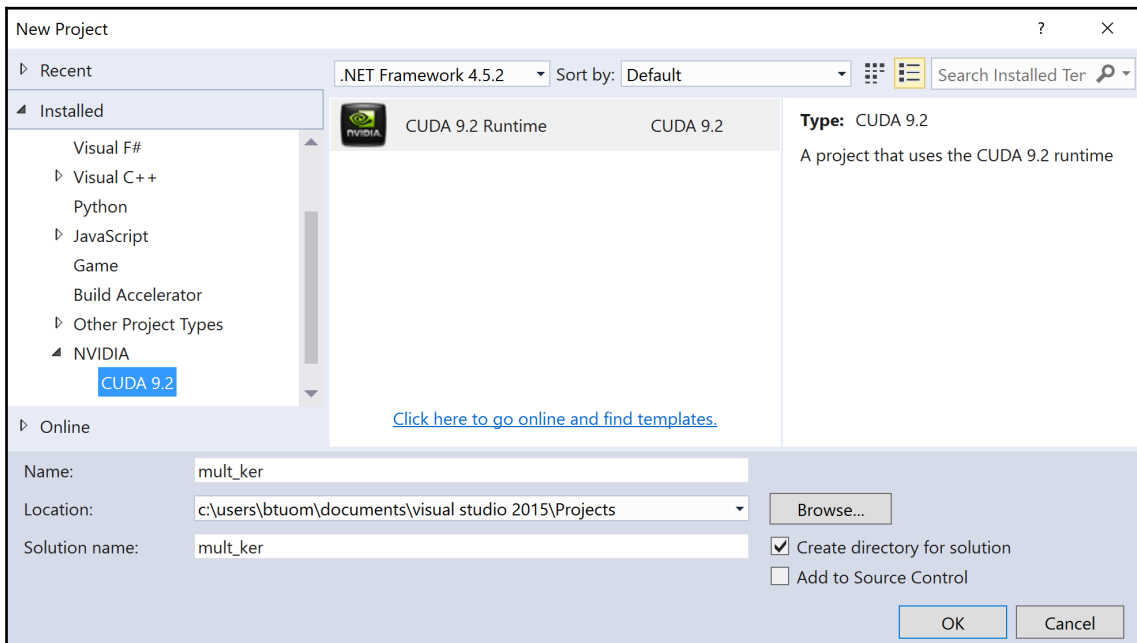 New Project
?
Recent
.NET Framework 4.5.2
Sort by:
Default
Search Installed Ter
Installed
Visual F#
Visual C++
Python
JavaScript
Game
Build Accelerator
Other Project Types
NVIDIA
CUDA 9.2
Online
NVIDIA.
CUDA 9.2 Runtime
CUDA 9.2
Click here to go online and find templates.
Type: CUDA 9.2
A project that uses the CUDA 9.2 runtime
Name:
mult_ker
Location:
c:\users\btuom\documents\visual studio 2015\Projects
Browse...
Solution name:
mult_ker
Create directory for solution
Add to Source Control
OK
Cancel